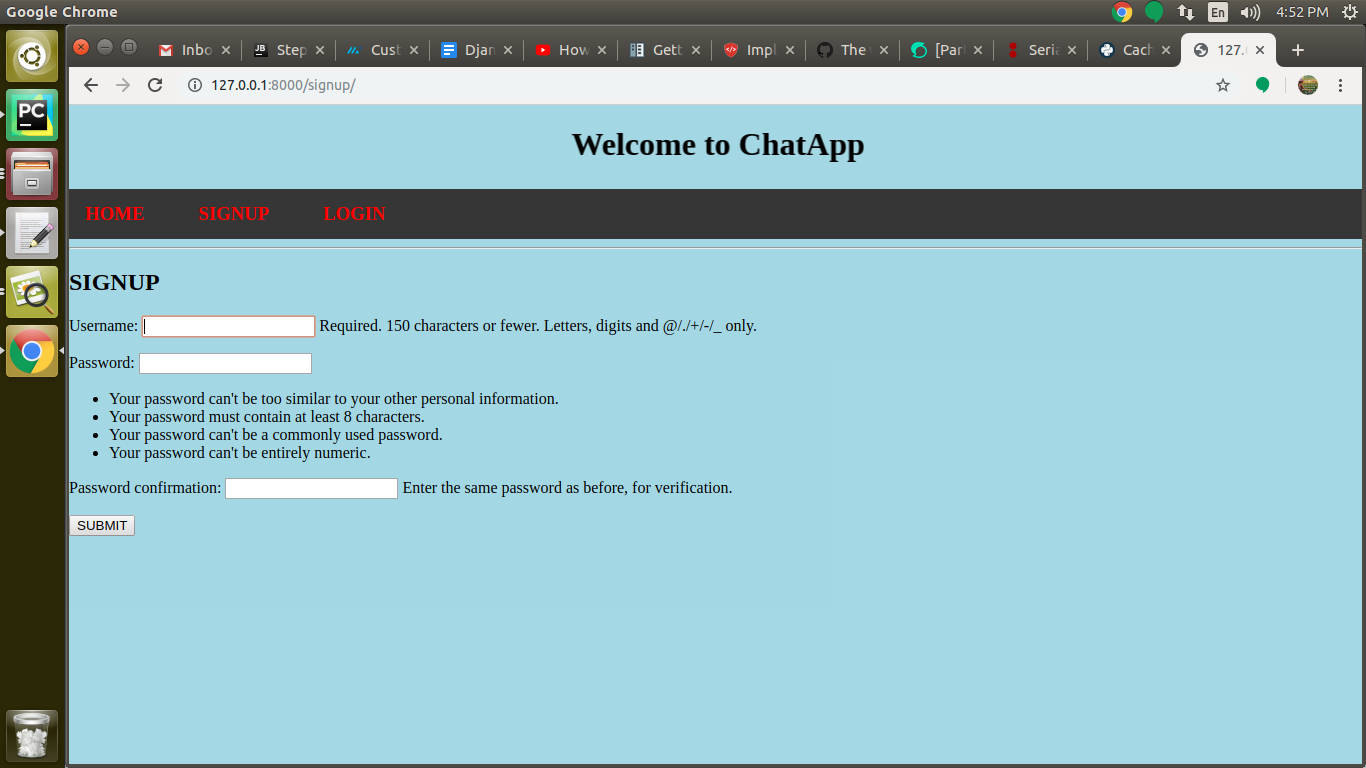 Google Chrome
En
4:52 PM
Inbo
JB
Step
Cust
Djan
How
Gett
Impl
The
[Parl
Seria
Cach
127.
127.0.0.1:8000/signup/
PC
Welcome to ChatApp
HOME SIGNUP LOGIN
SIGNUP
Username: Required. 150 characters or fewer. Letters, digits and @/./+/-/_ only.
Password:
Your password can't be too similar to your other personal information.
Your password must contain at least 8 characters.
Your password can't be a commonly used password.
Your password can't be entirely numeric.
Password confirmation: Enter the same password as before, for verification.
SUBMIT